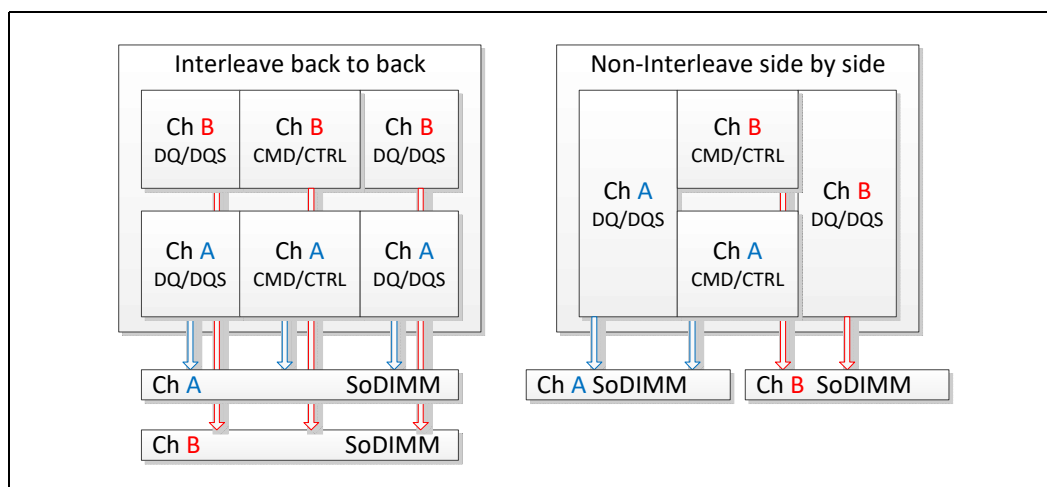 Interleave back to back
Ch B
DQ/DQS
Ch B
CMD/CTRL
Ch B
DQ/DQS
Ch A
DQ/DQS
Ch A
CMD/CTRL
Ch A
DQ/DQS
Ch A SoDIMM
Ch B SoDIMM
Non-Interleave side by side
Ch A
DQ/DQS
Ch B
CMD/CTRL
Ch A
CMD/CTRL
Ch B
DQ/DQS
Ch A SoDIMM
Ch B SoDIMM